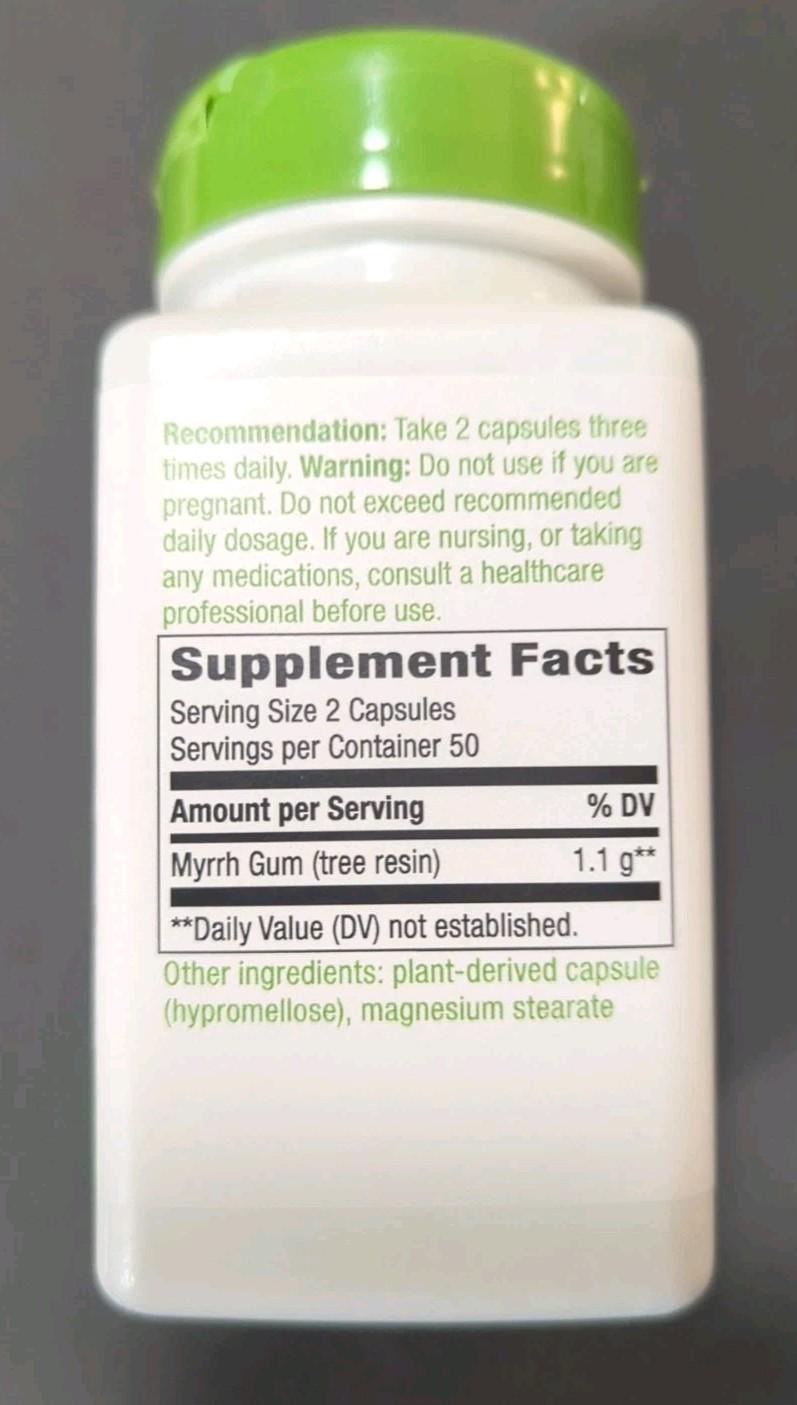 Recommendation: Take 2 capsules three
times daily. Warning: Do not use if you are
pregnant. Do not exceed recommended
daily dosage. If you are nursing, or taking
any medications, consult a healthcare
professional before use.
Supplement Facts
Serving Size 2 Capsules
Servings per Container 50
Amount per Serving % DV
Myrrh Gum (tree resin) 1.1 g**
**Daily Value (DV) not established.
Other ingredients: plant-derived capsule
(hypromellose), magnesium stearate